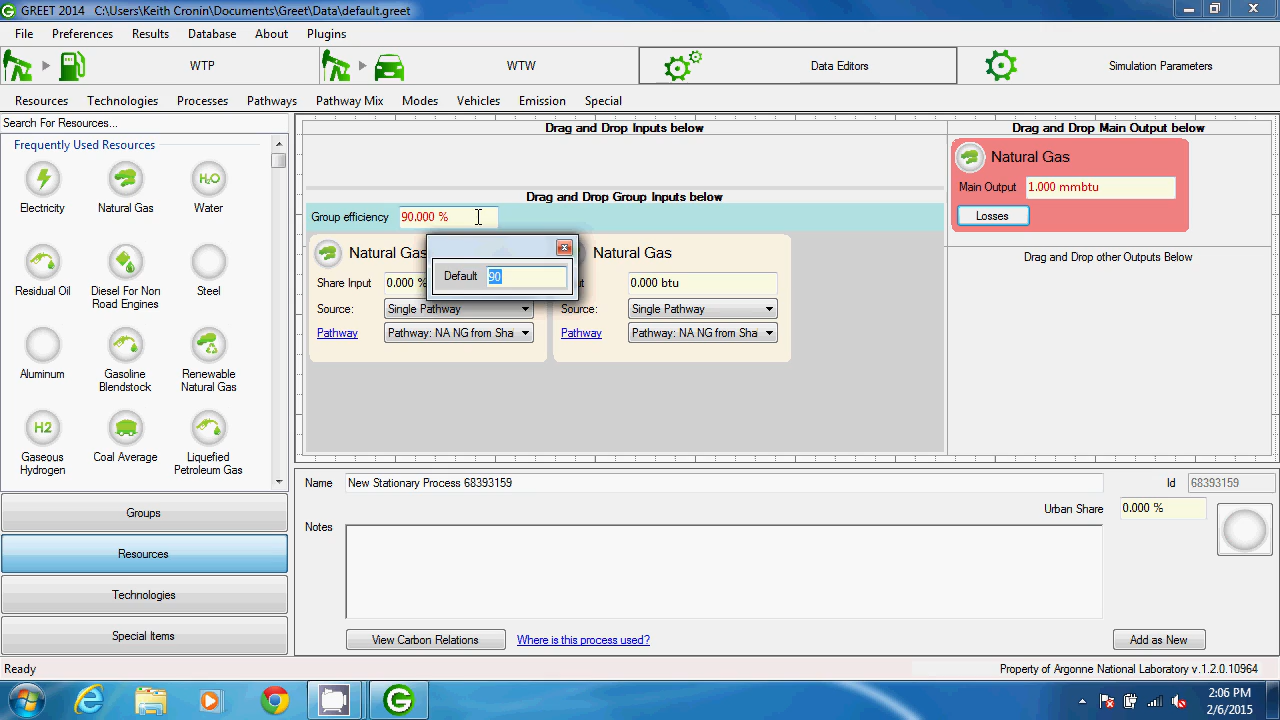 GREET 2014 C:\Users\Keith Cronin\Documents\Greet\Data\default.greet
File Preferences Results Database About Plugins
WTP WTW Data Editors Simulation Parameters
Resources Technologies Processes Pathways Pathway Mix Modes Vehicles Emission Special
Search For Resources...
Frequently Used Resources
H₂O
Electricity Natural Gas Water
Residual Oil Diesel For Non Road Engines Steel
Aluminum Gasoline Blendstock Renewable Natural Gas
H2
Gaseous Hydrogen Coal Average Liquefied Petroleum Gas
Groups
Resources
Technologies
Special Items
Drag and Drop Inputs below
Drag and Drop Group Inputs below
Group efficiency 90.000 %
Natural Gas
Share Input 0.000 %
Source: Single Pathway
Pathway Pathway: NA NG from Sha
Default 90
Natural Gas
0.000 btu
Source: Single Pathway
Pathway Pathway: NA NG from Sha
Drag and Drop Main Output below
Natural Gas
Main Output 1.000 mmbtu
Losses
Drag and Drop other Outputs Below
Name New Stationary Process 68393159 Id 68393159
Urban Share 0.000 %
Notes
View Carbon Relations Where is this process used? Add as New
Ready Property of Argonne National Laboratory v.1.2.0.10964
2:06 PM
2/6/2015